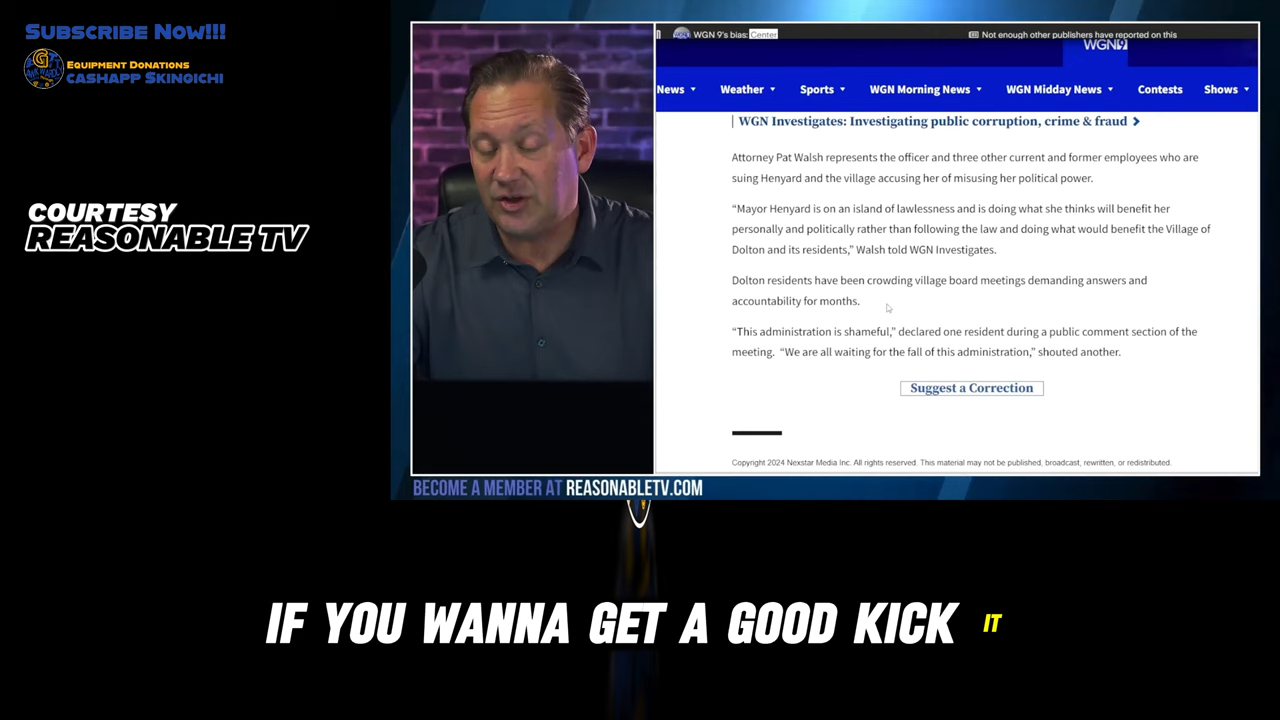 Subscribe Now!!!
Equipment Donations
CASHAPP SKINOICHI
COURTESY
REASONABLE TV
WGN 9's bias: Center
Not enough other publishers have reported on this
WGN9
News
Weather
Sports
WGN Morning News
WGN Midday News
Contests
Shows
WGN Investigates: Investigating public corruption, crime & fraud
Attorney Pat Walsh represents the officer and three other current and former employees who are
suing Henyard and the village accusing her of misusing her political power.
“Mayor Henyard is on an island of lawlessness and is doing what she thinks will benefit her
personally and politically rather than following the law and doing what would benefit the Village of
Dolton and its residents,” Walsh told WGN Investigates.
Dolton residents have been crowding village board meetings demanding answers and
accountability for months.
“This administration is shameful,” declared one resident during a public comment section of the
meeting. “We are all waiting for the fall of this administration,” shouted another.
Suggest a Correction
Copyright 2024 Nexstar Media Inc. All rights reserved. This material may not be published, broadcast, rewritten, or redistributed.
BECOME A MEMBER AT REASONABLETV.COM
IF YOU WANNA GET A GOOD KICK IT